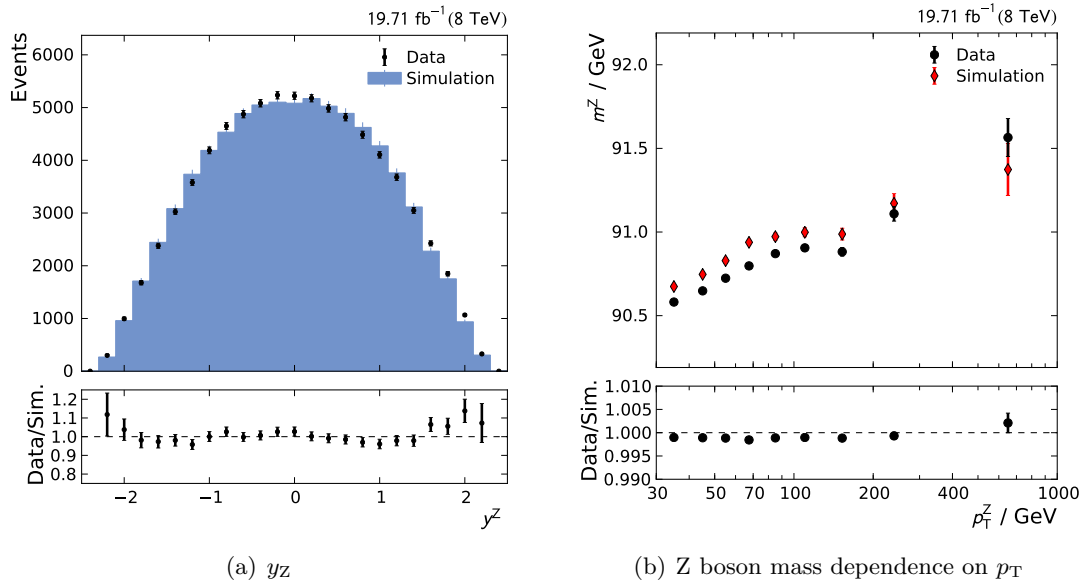 19.71 fb⁻¹(8 TeV)
Events
6000
5000
4000
3000
2000
1000
0
Data
Simulation
Data/Sim.
1.2
1.1
1.0
0.9
0.8
−2 −1 0 1 2
y^Z
(a) y_Z
19.71 fb⁻¹(8 TeV)
m^Z / GeV
92.0
91.5
91.0
90.5
Data
Simulation
Data/Sim.
1.010
1.005
1.000
0.995
0.990
30 50 70 100 200 400 1000
p_T^Z / GeV
(b) Z boson mass dependence on p_T